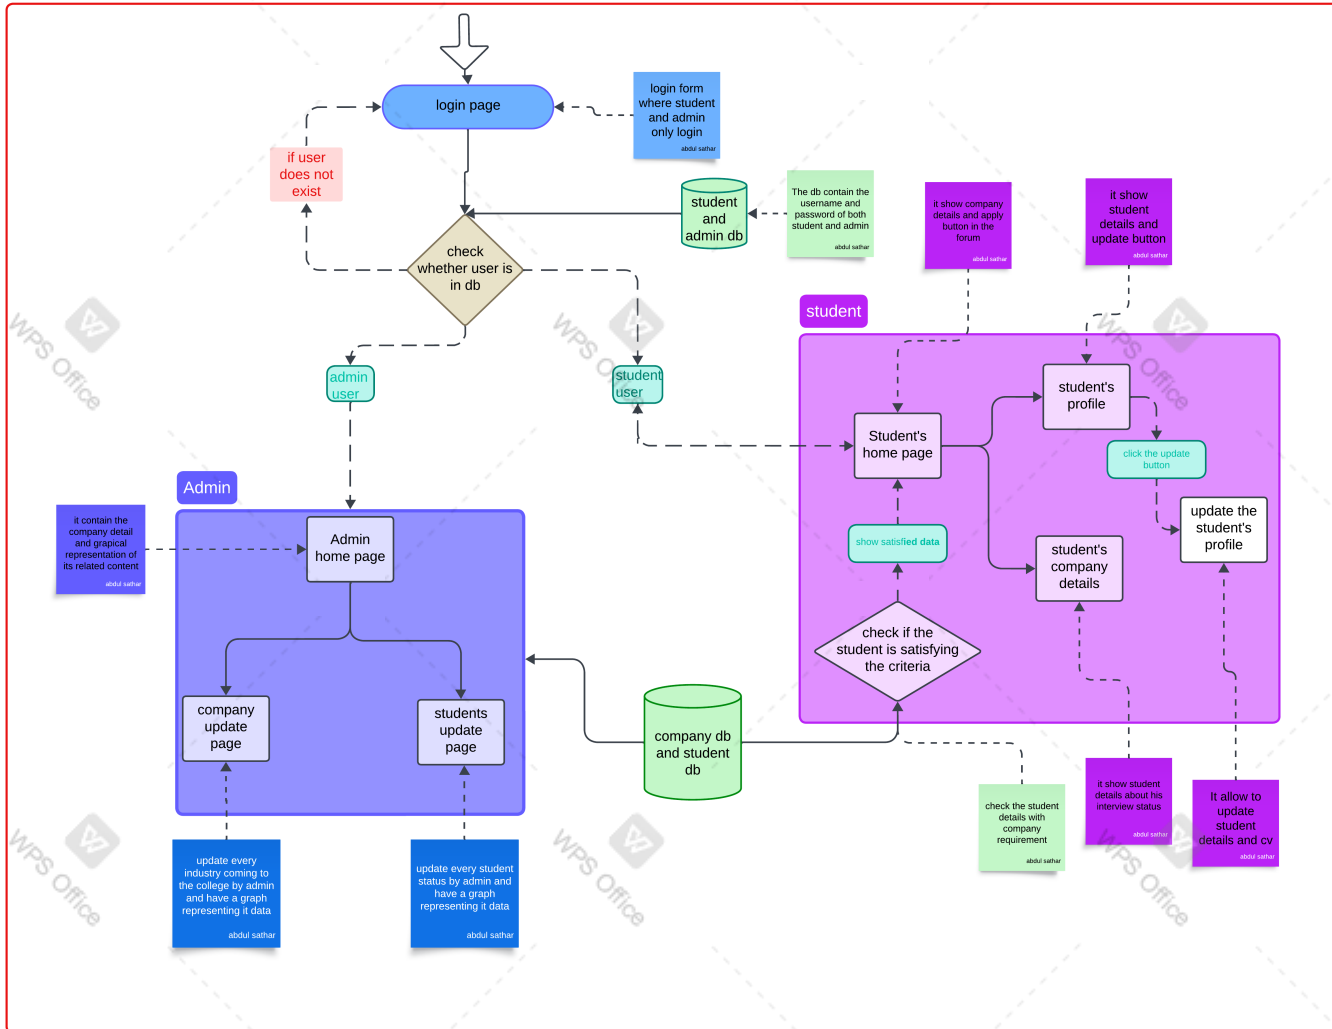 login page
login form
where student
and admin
only login
abdul sathar
if user
does not
exist
student
and
admin db
The db contain the
username and
password of both
student and admin
abdul sathar
it show company
details and apply
button in the
forum
abdul sathar
it show
student
details and
update button
abdul sathar
check
whether user is
in db
student
admin
user
student
user
student's
profile
Student's
home page
click the update
button
Admin
update the
student's
profile
it contain the
company detail
and grapical
representation of
its related content
abdul sathar
Admin
home page
show satisfied data
student's
company
details
check if the
student is satisfying
the criteria
company
update
page
students
update
page
company db
and student
db
check the student
details with
company
requirement
abdul sathar
it show student
details about his
interview status
abdul sathar
It allow to
update
student
details and cv
abdul sathar
update every
industry coming to
the college by admin
and have a graph
representing it data
abdul sathar
update every student
status by admin and
have a graph
representing it data
abdul sathar
WPS Office
WPS Office
WPS Office
WPS Office
WPS Office
WPS Office